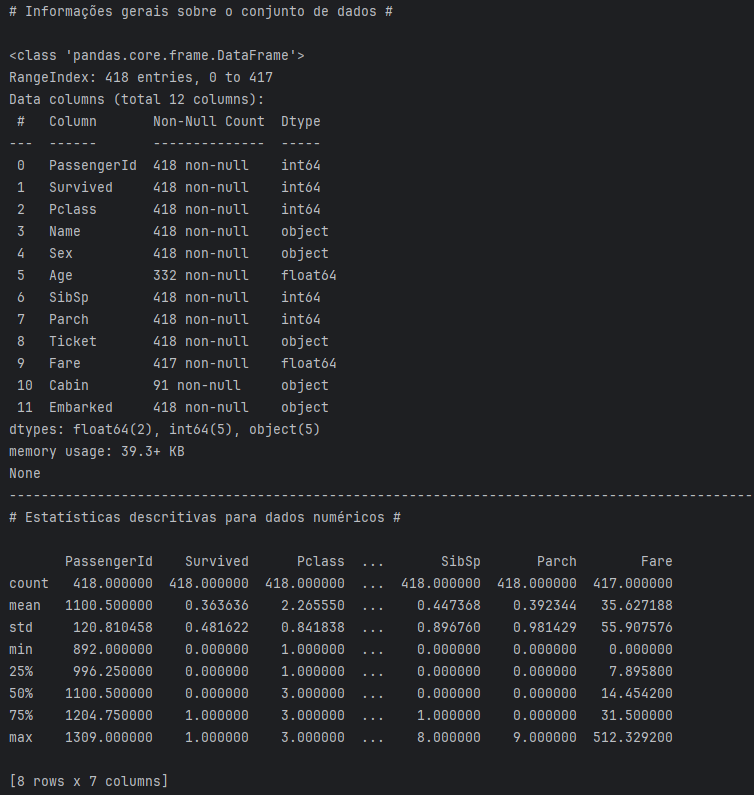 # Informações gerais sobre o conjunto de dados #
<class 'pandas.core.frame.DataFrame'>
RangeIndex: 418 entries, 0 to 417
Data columns (total 12 columns):
 #   Column       Non-Null Count  Dtype
---  ------       --------------  -----
 0   PassengerId  418 non-null    int64
 1   Survived     418 non-null    int64
 2   Pclass       418 non-null    int64
 3   Name         418 non-null    object
 4   Sex          418 non-null    object
 5   Age          332 non-null    float64
 6   SibSp        418 non-null    int64
 7   Parch        418 non-null    int64
 8   Ticket       418 non-null    object
 9   Fare         417 non-null    float64
 10  Cabin        91 non-null     object
 11  Embarked     418 non-null    object
dtypes: float64(2), int64(5), object(5)
memory usage: 39.3+ KB
None
---------------------------------------------------------------------------------------------
# Estatísticas descritivas para dados numéricos #
       PassengerId    Survived      Pclass  ...       SibSp       Parch        Fare
count   418.000000  418.000000  418.000000  ...  418.000000  418.000000  417.000000
mean   1100.500000    0.363636    2.265550  ...    0.447368    0.392344   35.627188
std     120.810458    0.481622    0.841838  ...    0.896760    0.981429   55.907576
min     892.000000    0.000000    1.000000  ...    0.000000    0.000000    0.000000
25%     996.250000    0.000000    1.000000  ...    0.000000    0.000000    7.895800
50%    1100.500000    0.000000    3.000000  ...    0.000000    0.000000   14.454200
75%    1204.750000    1.000000    3.000000  ...    1.000000    0.000000   31.500000
max    1309.000000    1.000000    3.000000  ...    8.000000    9.000000  512.329200
[8 rows x 7 columns]